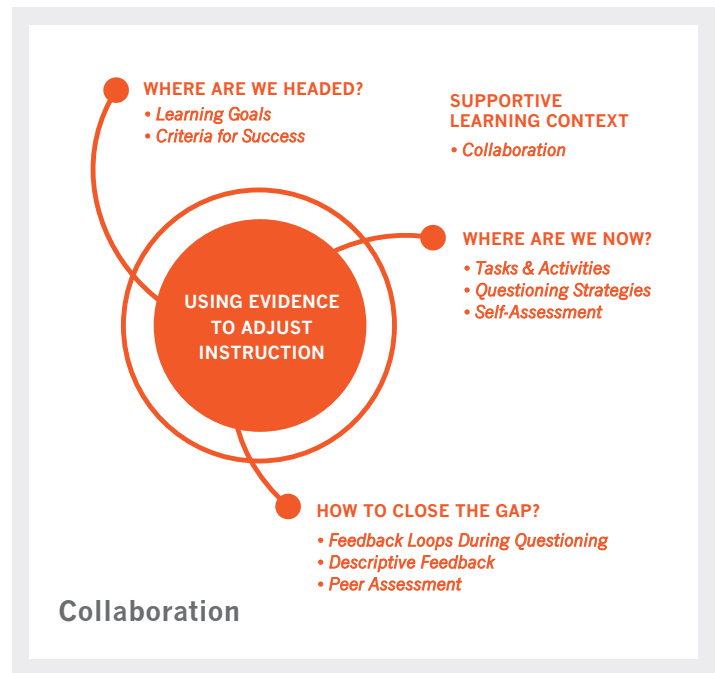 WHERE ARE WE HEADED?
• Learning Goals
• Criteria for Success
SUPPORTIVE
LEARNING CONTEXT
• Collaboration
WHERE ARE WE NOW?
• Tasks & Activities
• Questioning Strategies
• Self-Assessment
USING EVIDENCE
TO ADJUST
INSTRUCTION
HOW TO CLOSE THE GAP?
• Feedback Loops During Questioning
• Descriptive Feedback
• Peer Assessment
Collaboration